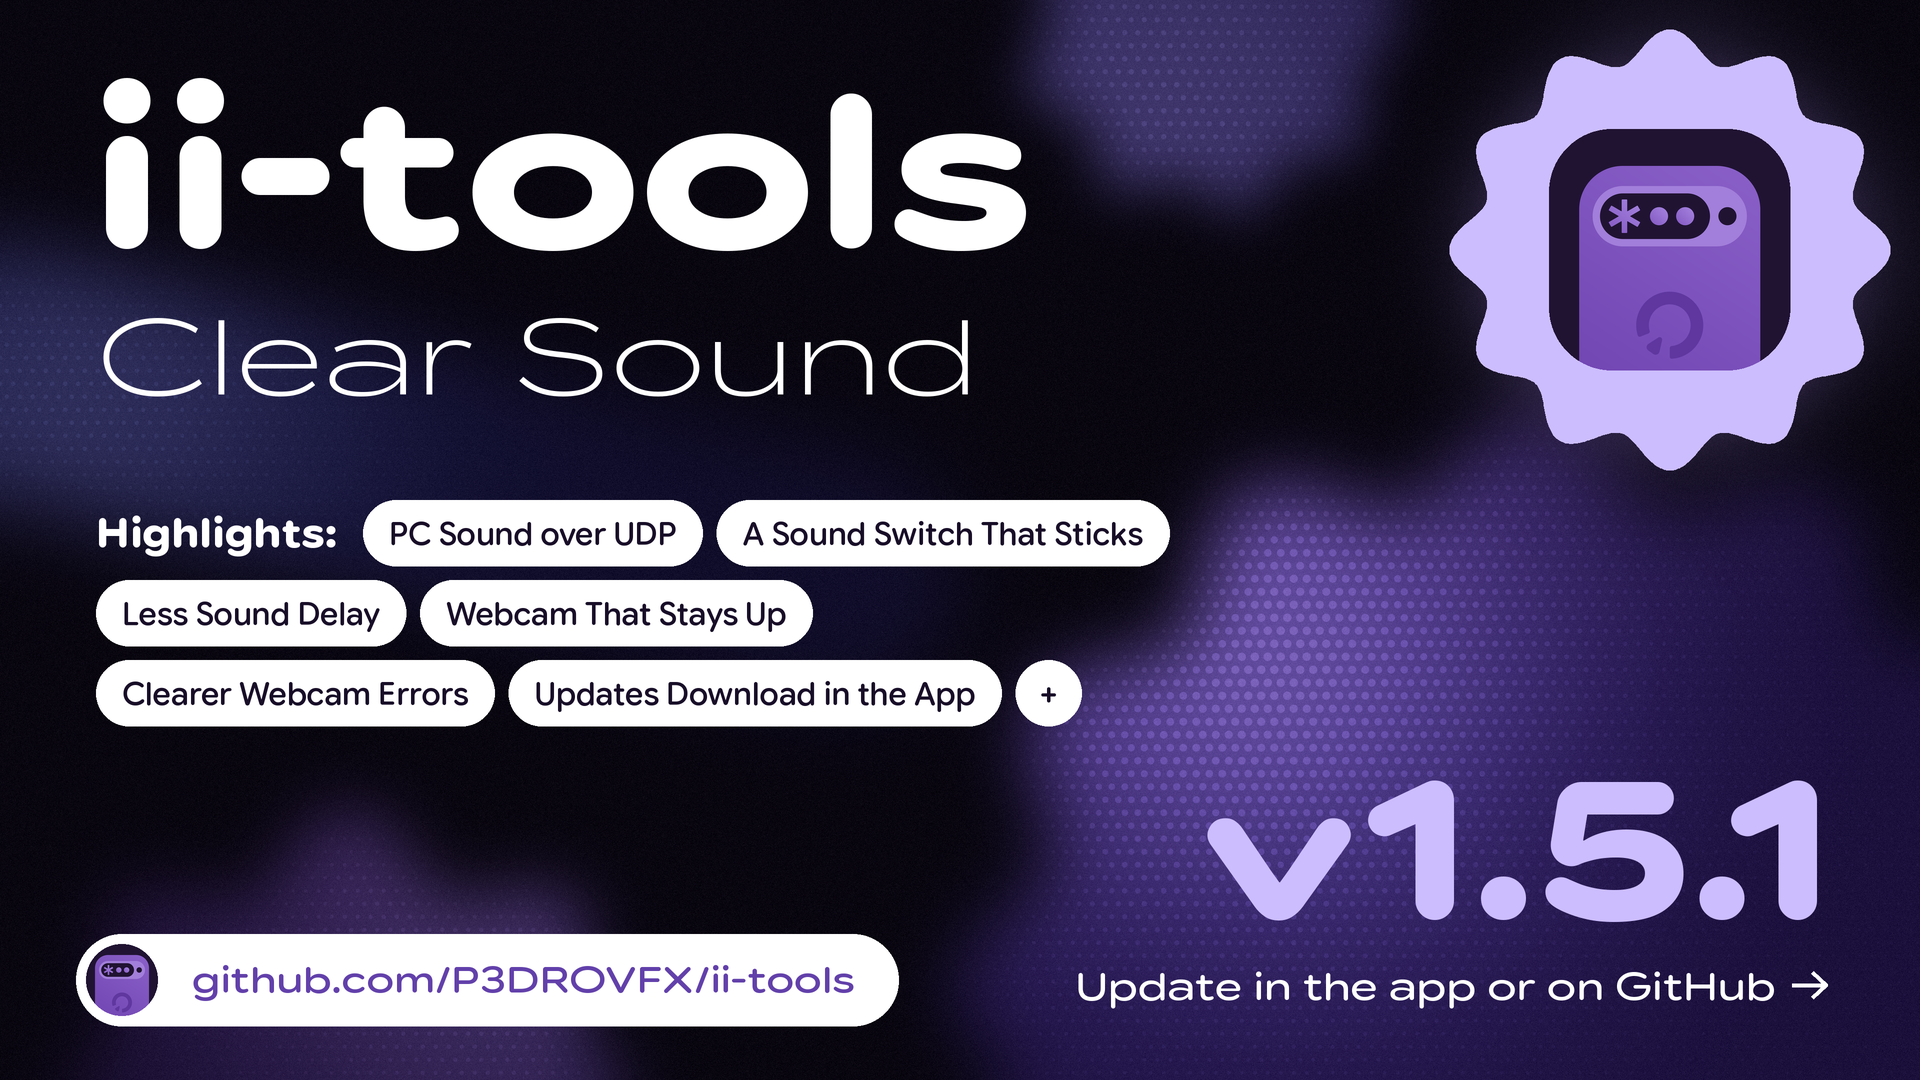 ii-tools
Clear Sound
Highlights: PC Sound over UDP A Sound Switch That Sticks
Less Sound Delay Webcam That Stays Up
Clearer Webcam Errors Updates Download in the App +
v1.5.1
github.com/P3DROVFX/ii-tools
Update in the app or on GitHub →